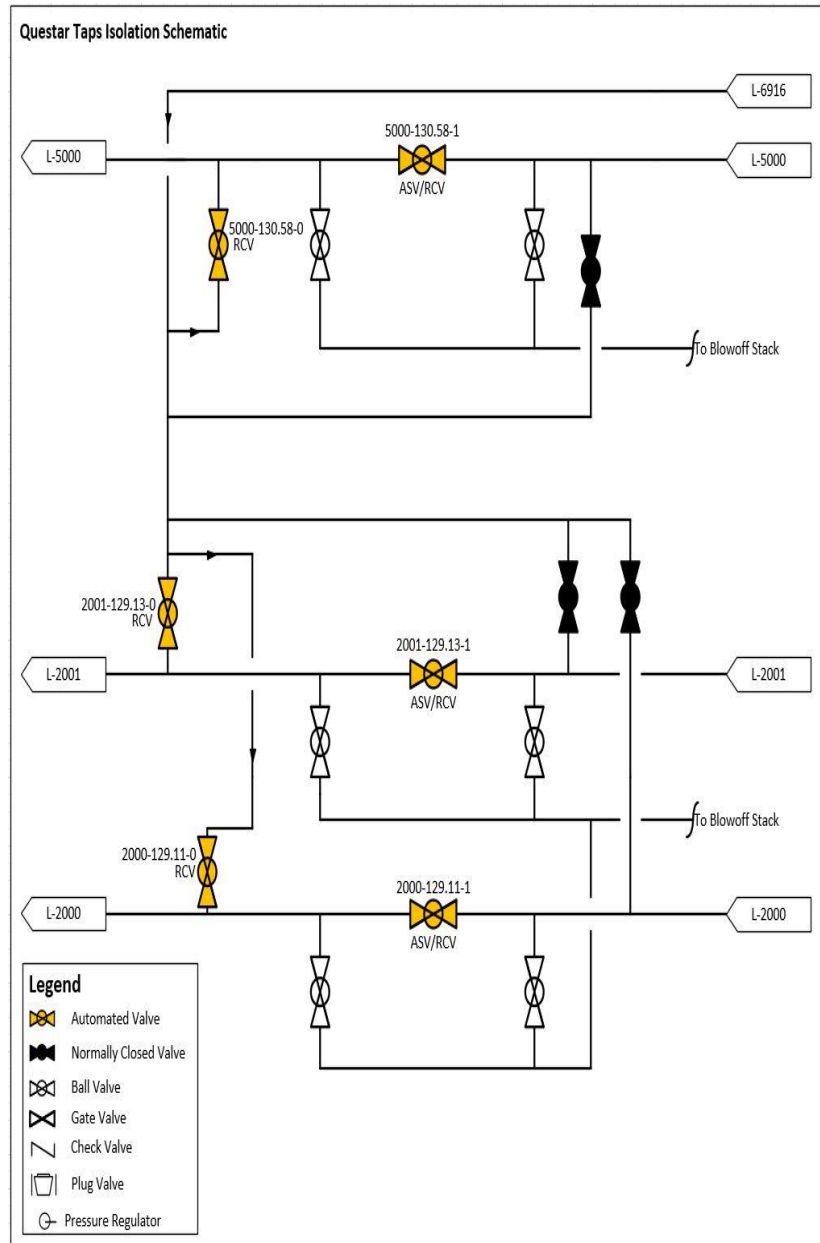 Questar Taps Isolation Schematic
L-6916
5000-130.58-1
L-5000
L-5000
ASV/RCV
5000-130.58-0
RCV
To Blowoff Stack
2001-129.13-0
RCV
2001-129.13-1
L-2001
L-2001
ASV/RCV
To Blowoff Stack
2000-129.11-0
RCV
2000-129.11-1
L-2000
L-2000
ASV/RCV
Legend
Automated Valve
Normally Closed Valve
Ball Valve
Gate Valve
Check Valve
Plug Valve
Pressure Regulator